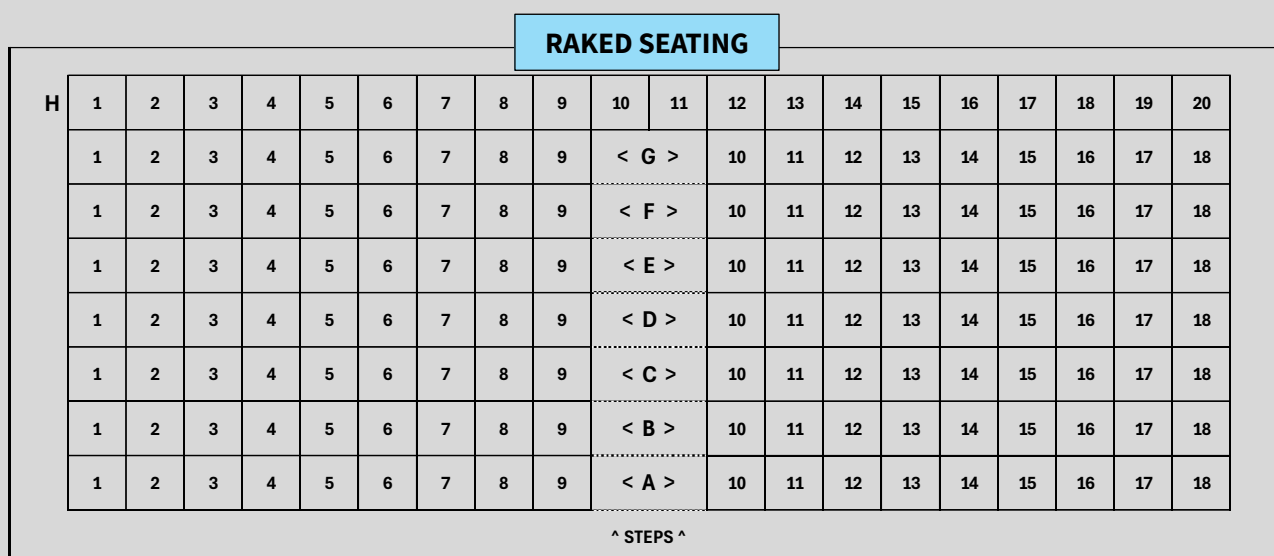 RAKED SEATING
H 1 2 3 4 5 6 7 8 9 10 11 12 13 14 15 16 17 18 19 20
1 2 3 4 5 6 7 8 9 < G > 10 11 12 13 14 15 16 17 18
1 2 3 4 5 6 7 8 9 < F > 10 11 12 13 14 15 16 17 18
1 2 3 4 5 6 7 8 9 < E > 10 11 12 13 14 15 16 17 18
1 2 3 4 5 6 7 8 9 < D > 10 11 12 13 14 15 16 17 18
1 2 3 4 5 6 7 8 9 < C > 10 11 12 13 14 15 16 17 18
1 2 3 4 5 6 7 8 9 < B > 10 11 12 13 14 15 16 17 18
1 2 3 4 5 6 7 8 9 < A > 10 11 12 13 14 15 16 17 18
^ STEPS ^